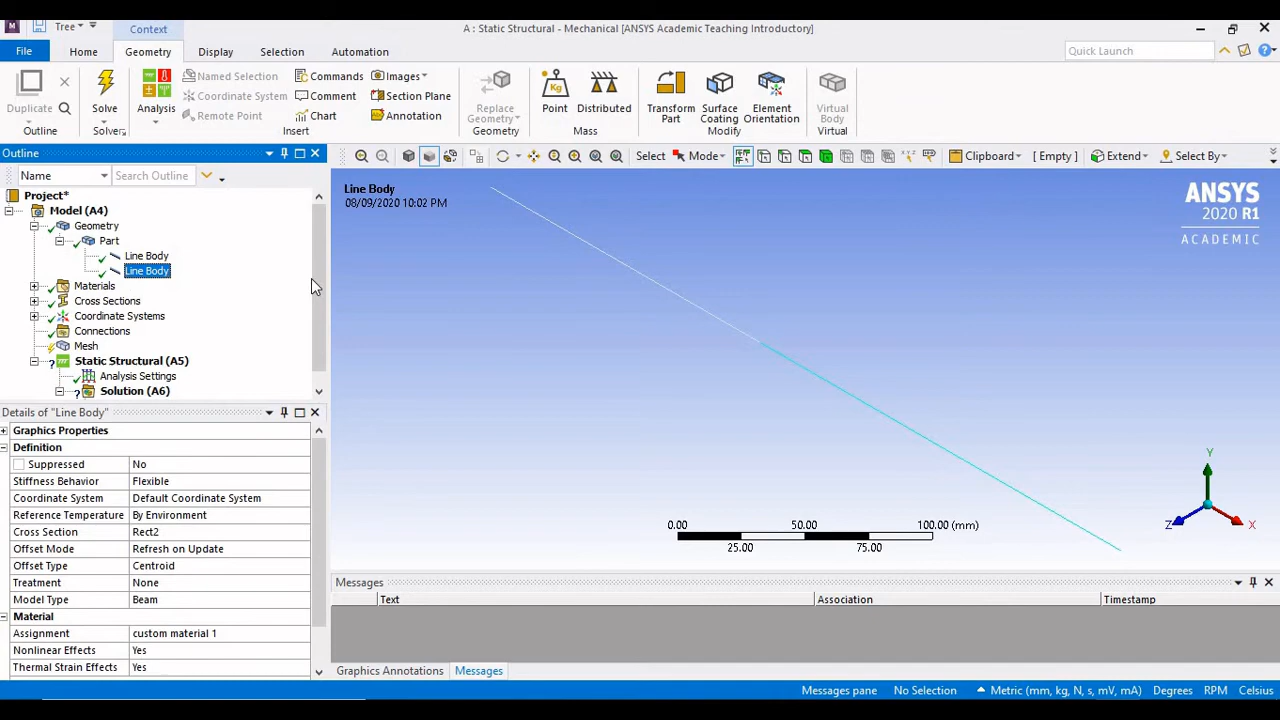 Tree
Context
A : Static Structural - Mechanical [ANSYS Academic Teaching Introductory]
File Home Geometry Display Selection Automation
Quick Launch
Duplicate
Outline
Solve
Solver
Analysis
Named Selection
Coordinate System
Remote Point
Commands
Comment
Chart
Images
Section Plane
Annotation
Insert
Replace Geometry
Geometry
Kg
Point
Distributed
Mass
Transform Part
Surface Coating
Element Orientation
Modify
Virtual Body
Virtual
Outline
Name Search Outline
Select Mode Clipboard [ Empty ] Extend Select By
Project*
Model (A4)
Geometry
Part
Line Body
Line Body
Materials
Cross Sections
Coordinate Systems
Connections
Mesh
Static Structural (A5)
Analysis Settings
Solution (A6)
Line Body
08/09/2020 10:02 PM
ANSYS
2020 R1
ACADEMIC
Y
Z
X
0.00 50.00 100.00 (mm)
25.00 75.00
Details of "Line Body"
Graphics Properties
Definition
Suppressed No
Stiffness Behavior Flexible
Coordinate System Default Coordinate System
Reference Temperature By Environment
Cross Section Rect2
Offset Mode Refresh on Update
Offset Type Centroid
Treatment None
Model Type Beam
Material
Assignment custom material 1
Nonlinear Effects Yes
Thermal Strain Effects Yes
Messages
Text Association Timestamp
Graphics Annotations Messages
Messages pane No Selection Metric (mm, kg, N, s, mV, mA) Degrees RPM Celsius